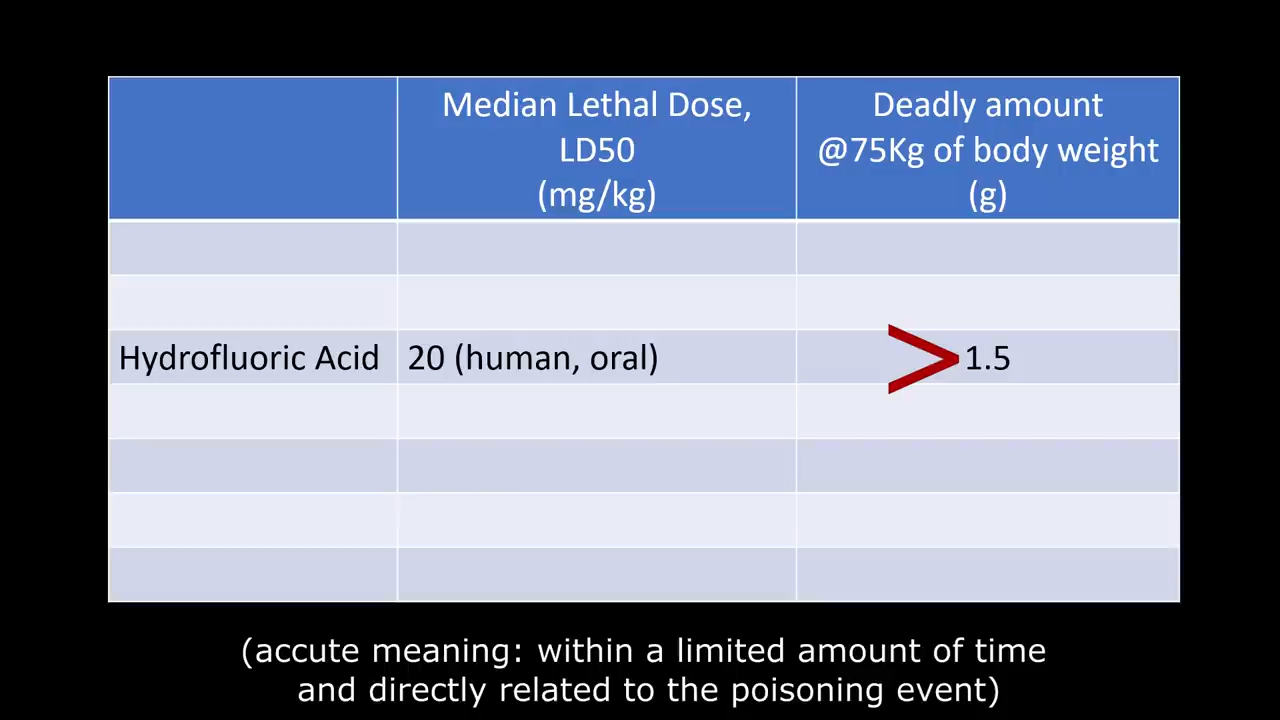 Median Lethal Dose,
LD50
(mg/kg)
Deadly amount
@75Kg of body weight
(g)
Hydrofluoric Acid
20 (human, oral)
> 1.5
(accute meaning: within a limited amount of time
and directly related to the poisoning event)